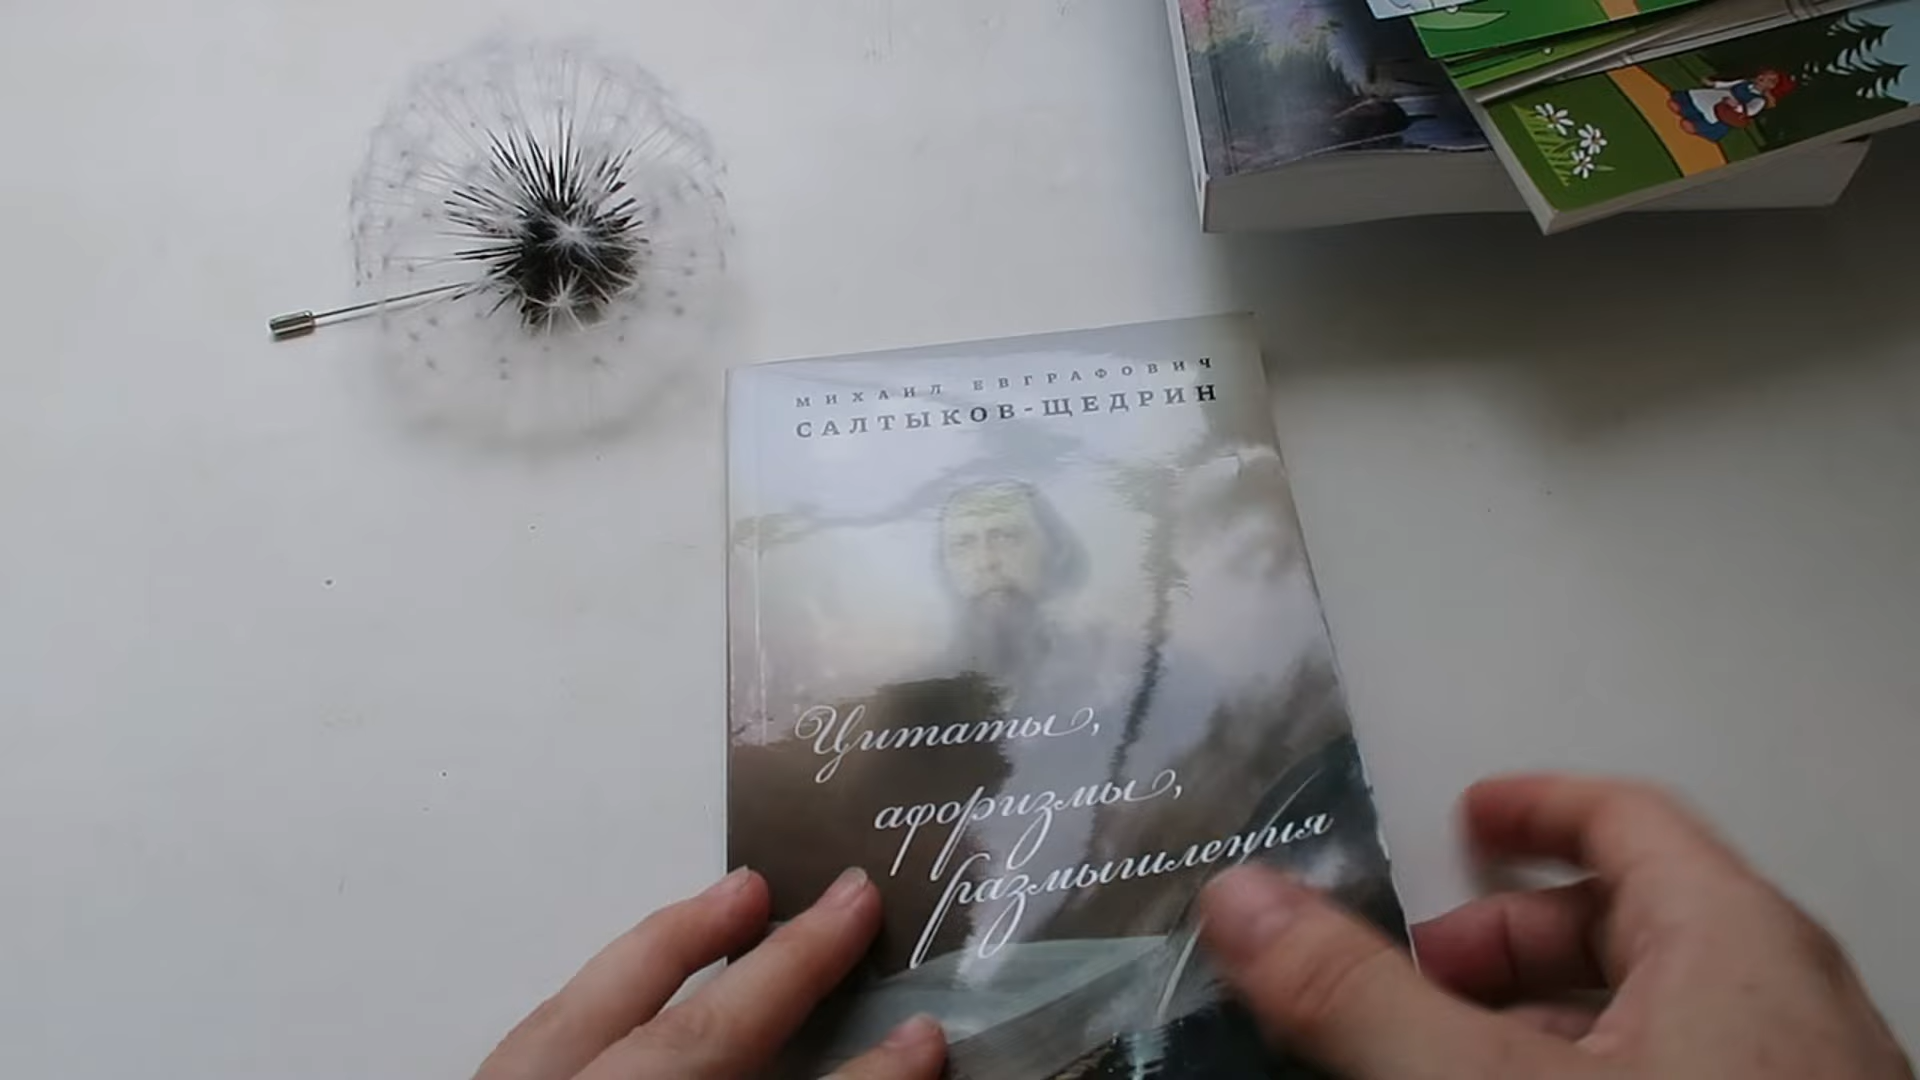 МИХАИЛ ЕВГРАФОВИЧ
САЛТЫКОВ-ЩЕДРИН
Цитаты,
афоризмы,
размышления